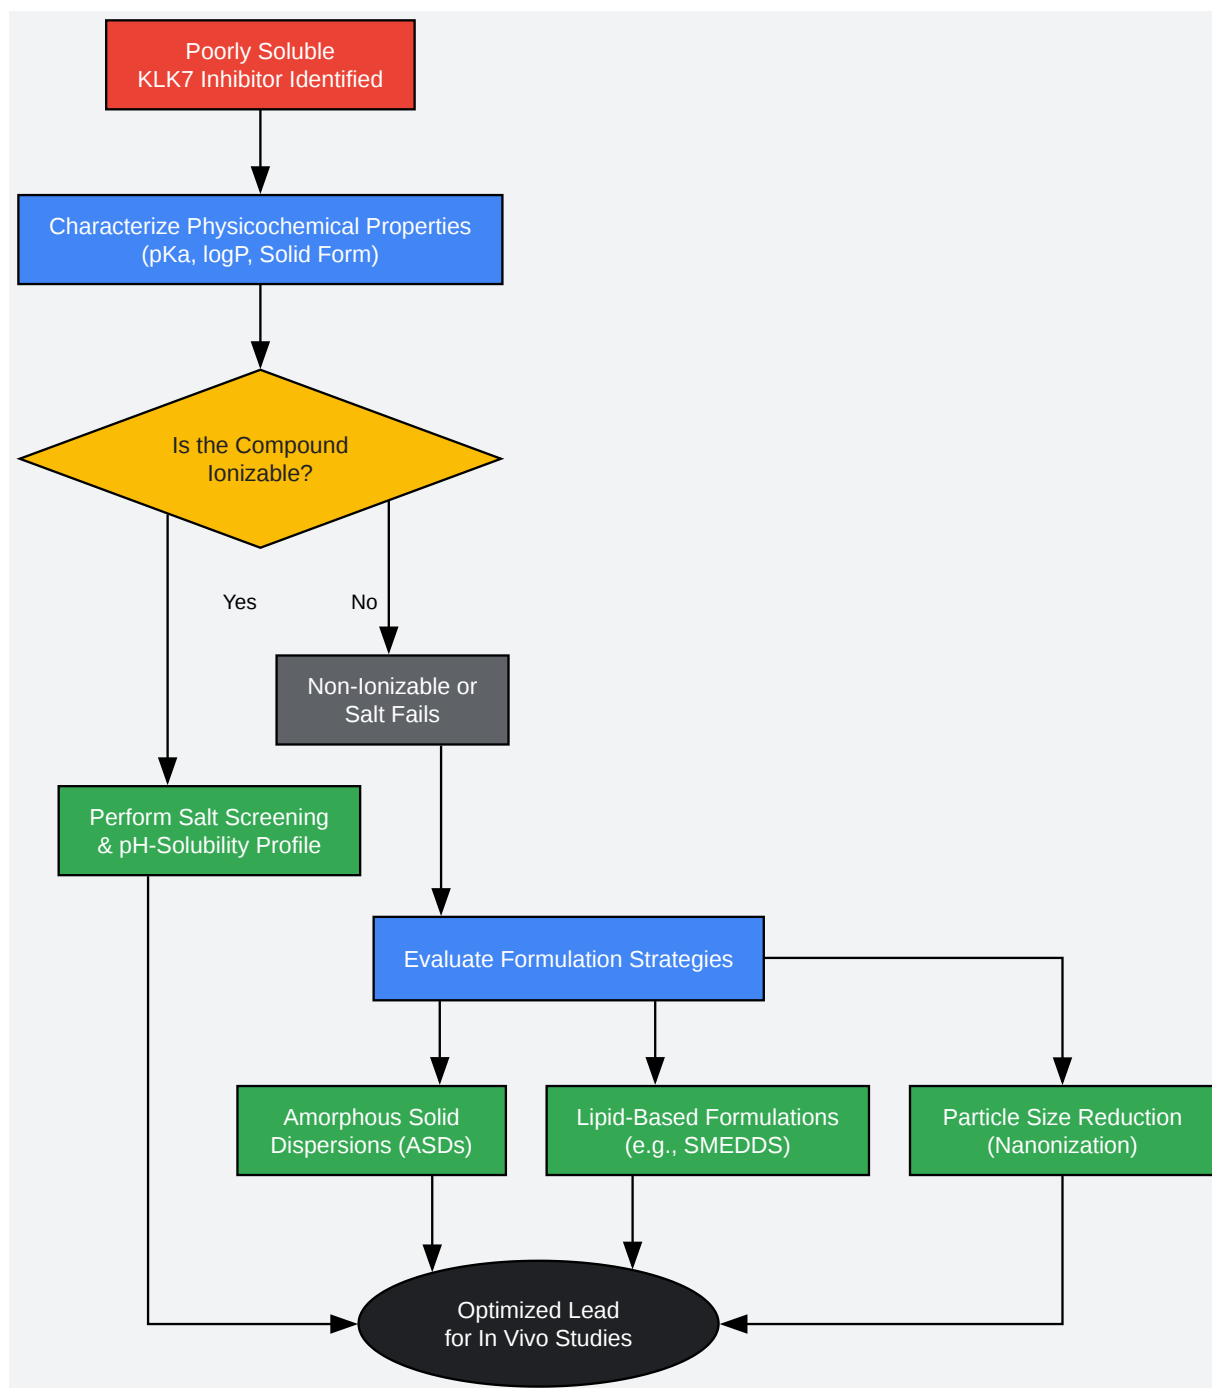 Poorly Soluble
KLK7 Inhibitor Identified
Characterize Physicochemical Properties
(pKa, logP, Solid Form)
Is the Compound
Ionizable?
Yes
No
Non-Ionizable or
Salt Fails
Perform Salt Screening
& pH-Solubility Profile
Evaluate Formulation Strategies
Amorphous Solid
Dispersions (ASDs)
Lipid-Based Formulations
(e.g., SMEDDS)
Particle Size Reduction
(Nanonization)
Optimized Lead
for In Vivo Studies